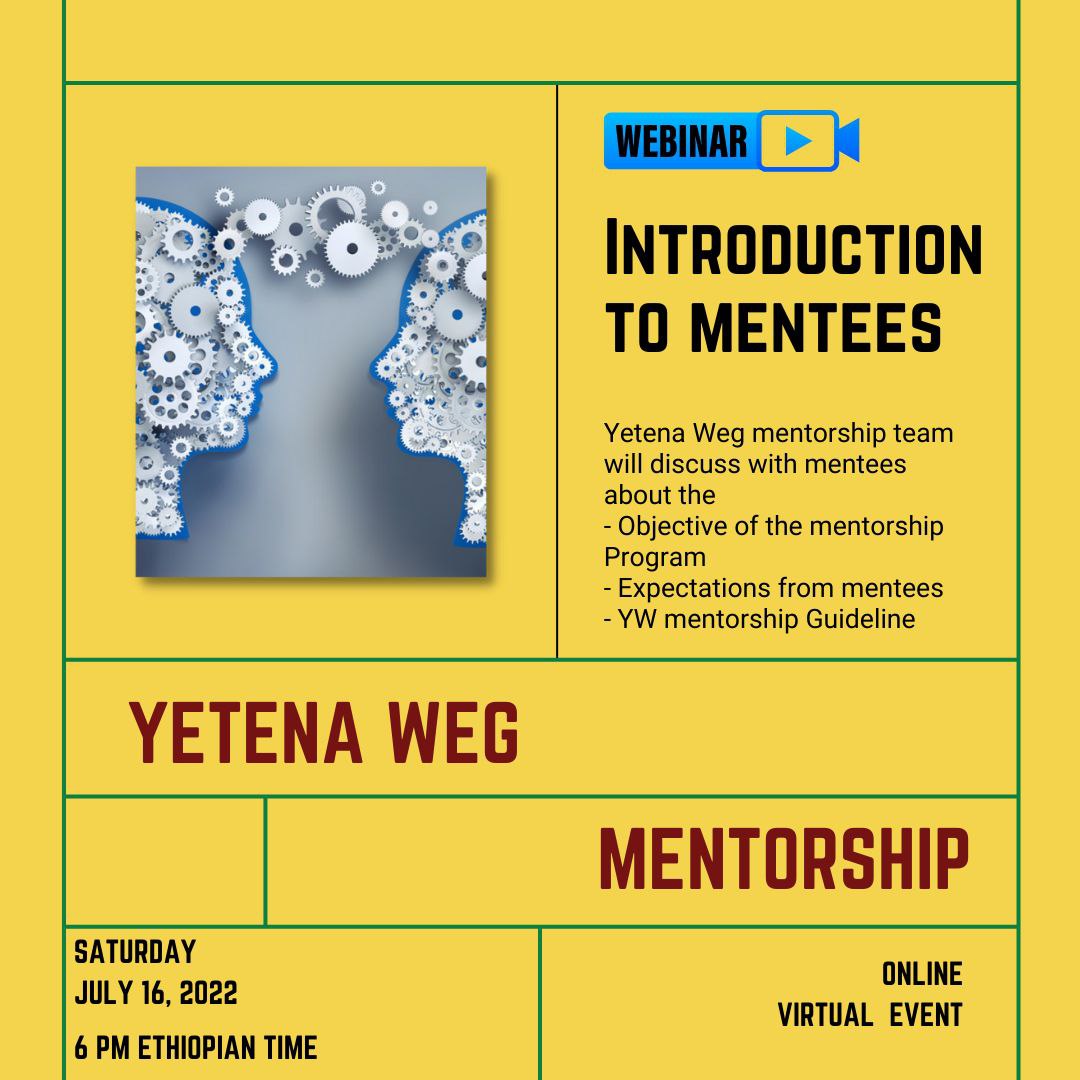 WEBINAR
INTRODUCTION
TO MENTEES
Yetena Weg mentorship team
will discuss with mentees
about the
- Objective of the mentorship
Program
- Expectations from mentees
- YW mentorship Guideline
YETENA WEG
MENTORSHIP
SATURDAY
JULY 16, 2022
6 PM ETHIOPIAN TIME
ONLINE
VIRTUAL EVENT